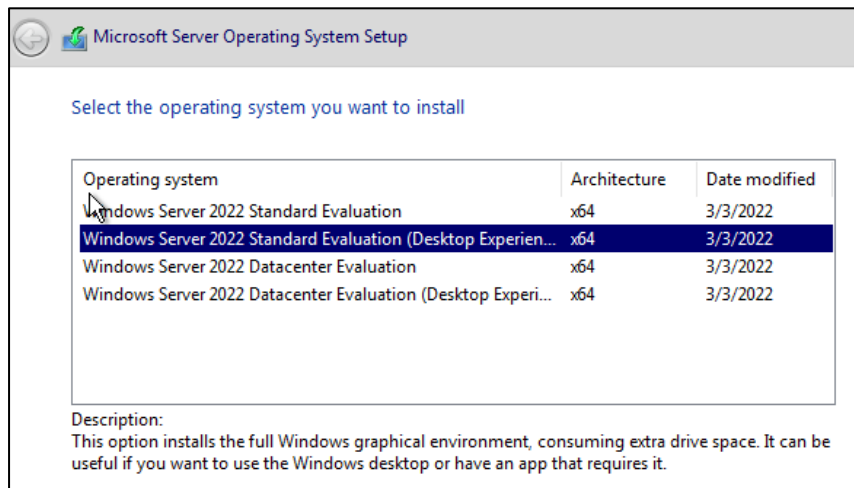 Microsoft Server Operating System Setup
Select the operating system you want to install
Operating system Architecture Date modified
Windows Server 2022 Standard Evaluation x64 3/3/2022
Windows Server 2022 Standard Evaluation (Desktop Experien... x64 3/3/2022
Windows Server 2022 Datacenter Evaluation x64 3/3/2022
Windows Server 2022 Datacenter Evaluation (Desktop Experi... x64 3/3/2022
Description:
This option installs the full Windows graphical environment, consuming extra drive space. It can be
useful if you want to use the Windows desktop or have an app that requires it.